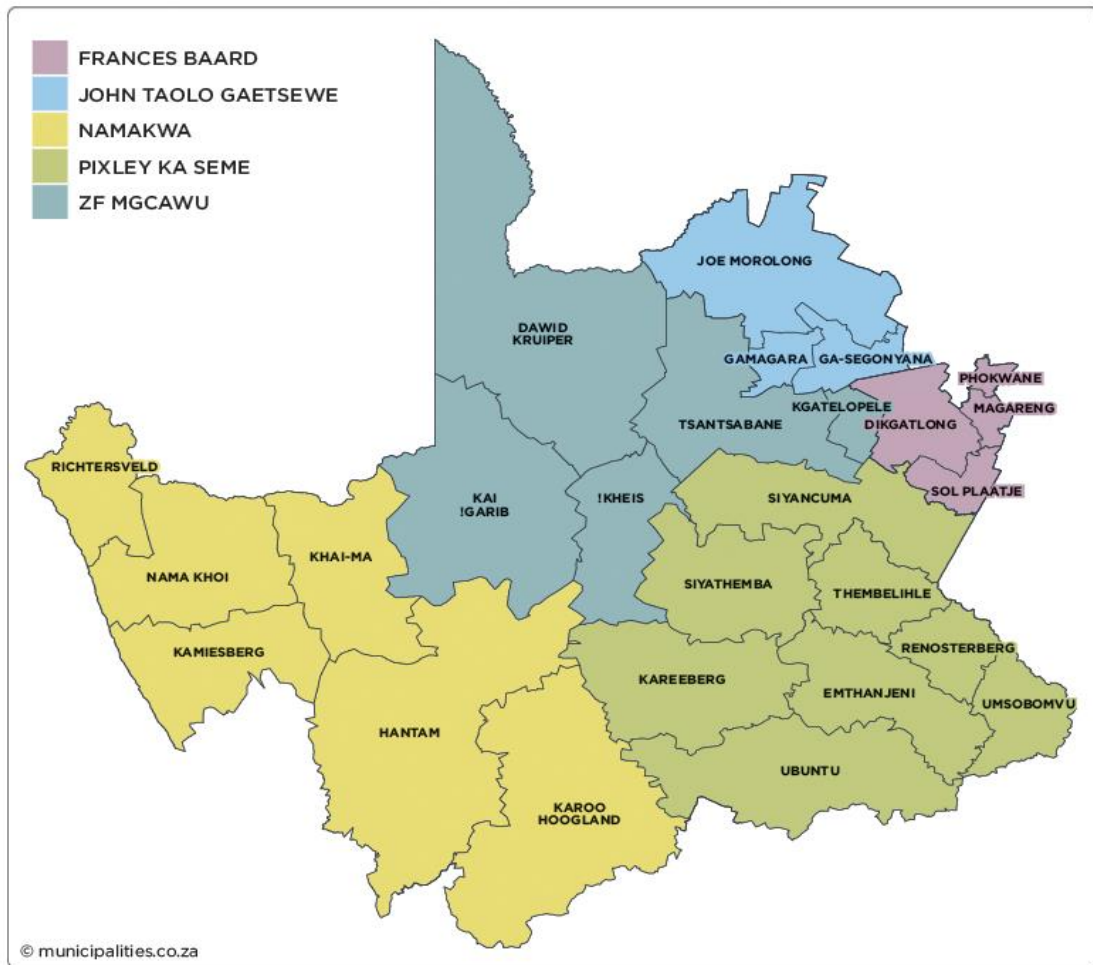 FRANCES BAARD
JOHN TAOLO GAETSEWE
NAMAKWA
PIXLEY KA SEME
ZF MGCAWU
JOE MOROLONG
DAWID
KRUIPER
GAMAGARA
GA-SEGONYANA
PHOKWANE
KGATELOPELE
MAGARENG
TSANTSABANE
DIKGATLONG
RICHTERSVELD
SOL PLAATJE
KAI
!GARIB
!KHEIS
SIYANCUMA
KHAI-MA
NAMA KHOI
SIYATHEMBA
THEMBELIHLE
KAMIESBERG
RENOSTERBERG
KAREEBERG
EMTHANJENI
UMSOBOMVU
HANTAM
UBUNTU
KAROO
HOOGLAND
© municipalities.co.za